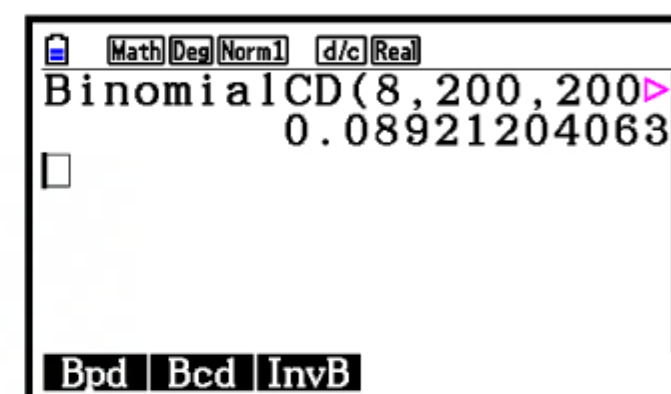 Math Deg Norm1 d/c Real
BinomialCD(8,200,200▷
0.08921204063
Bpd Bcd InvB